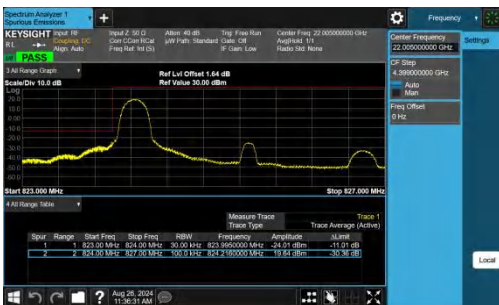 Spectrum Analyzer 1
Spurious Emissions
Frequency
KEYSIGHT Input: RF
Coupling: DC
Align: Auto
Input Z: 50 Ω
Corr CCorr RCal
Freq Ref: Int (S)
Atten: 40 dB
µW Path: Standard
Trig: Free Run
Gate: Off
IF Gain: Low
Center Freq: 22.005000000 GHz
Avg|Hold: 1/1
Radio Std: None
RL
PASS
Center Frequency
22.005000000 GHz
Settings
CF Step
4.399000000 GHz
Auto
Man
Freq Offset
0 Hz
Local
3 All Range Graph
Scale/Div 10.0 dB
Ref Lvl Offset 1.64 dB
Ref Value 30.00 dBm
Log
20.0
10.0
0.00
-10.0
-20.0
-30.0
-40.0
-50.0
-60.0
Start 823.000 MHz
Stop 827.000 MHz
4 All Range Table
Measure Trace Trace 1
Trace Type Trace Average (Active)
Spur Range Start Freq Stop Freq RBW Frequency Amplitude ΔLimit
1 1 823.00 MHz 824.00 MHz 30.00 kHz 823.9950000 MHz -24.01 dBm -11.01 dB
2 2 824.00 MHz 827.00 MHz 100.0 kHz 824.2160000 MHz 19.64 dBm -30.36 dB
Aug 28, 2024
11:36:31 AM